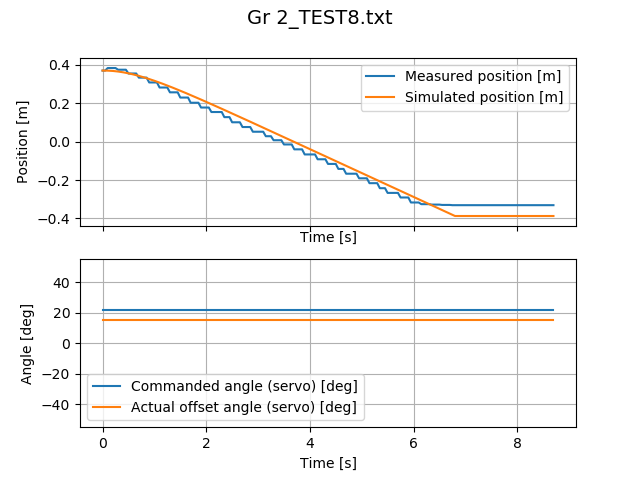 Gr 2_TEST8.txt
0.4
0.2
0.0
−0.2
−0.4
Position [m]
Measured position [m]
Simulated position [m]
Time [s]
40
20
0
−20
−40
Angle [deg]
Commanded angle (servo) [deg]
Actual offset angle (servo) [deg]
0 2 4 6 8
Time [s]